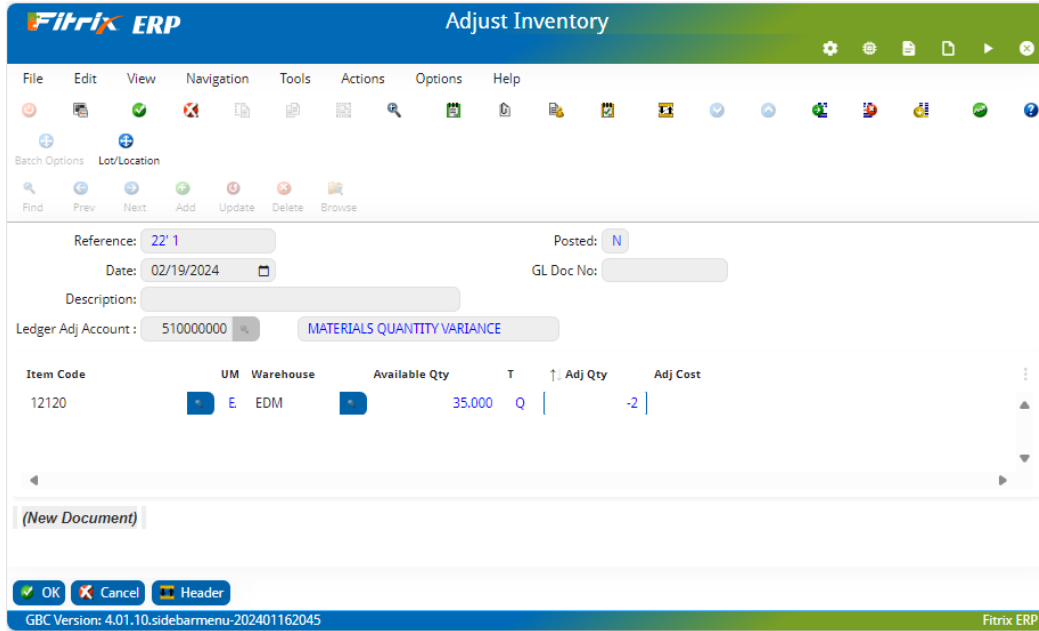 Fitrix ERP Adjust Inventory
File Edit View Navigation Tools Actions Options Help
Batch Options Lot/Location
Find Prev Next Add Update Delete Browse
Reference: 22' 1 Posted: N
Date: 02/19/2024 GL Doc No:
Description:
Ledger Adj Account : 510000000 MATERIALS QUANTITY VARIANCE
Item Code UM Warehouse Available Qty T Adj Qty Adj Cost
12120 E. EDM 35.000 Q -2
(New Document)
OK Cancel Header
GBC Version: 4.01.10.sidebarmenu-202401162045 Fitrix ERP